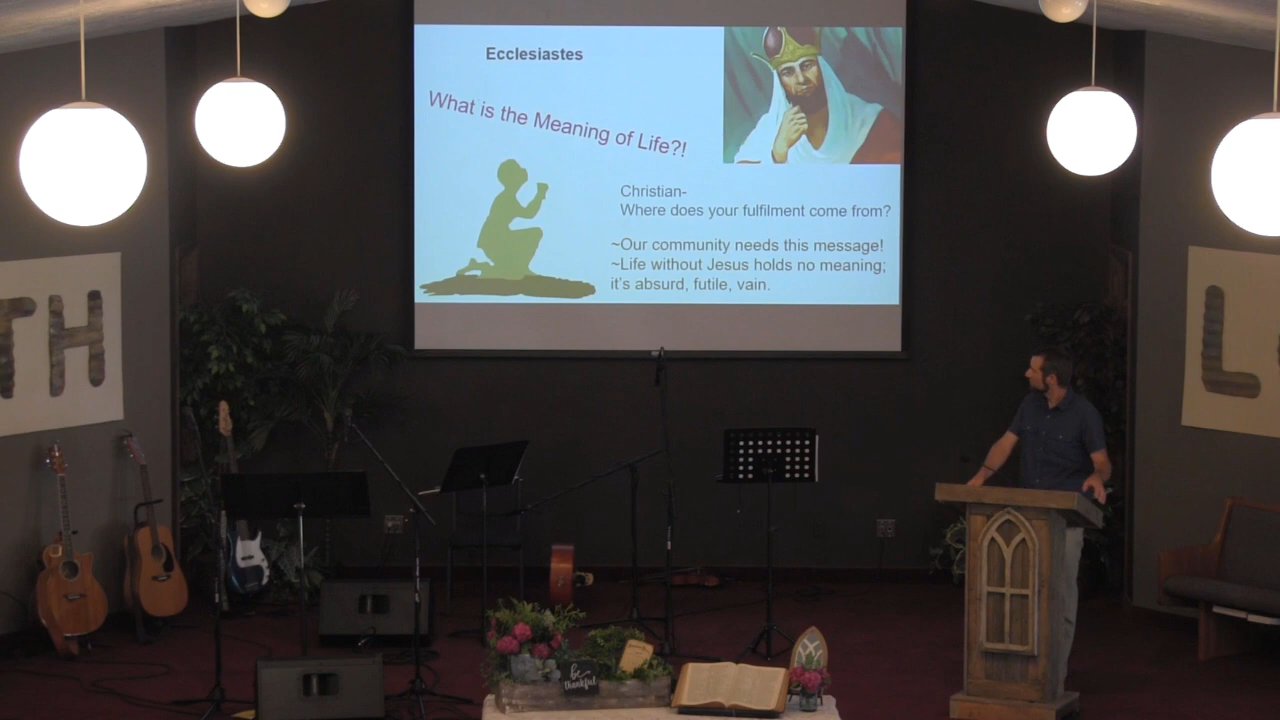 Ecclesiastes
What is the Meaning of Life?!
Christian-
Where does your fulfilment come from?
~Our community needs this message!
~Life without Jesus holds no meaning;
it's absurd, futile, vain.
TH
L
be
thankful